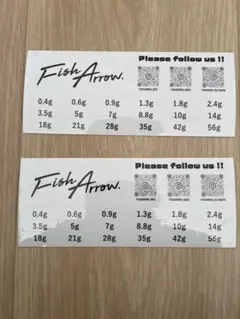 Please follow us !!
Fish Arrow.
0.4g 0.6g 0.9g 1.3g 1.8g 2.4g
3.5g 5g 7g 8.8g 10g 14g
18g 21g 28g 35g 42g 56g
Please follow us !!
Fish Arrow.
0.4g 0.6g 0.9g 1.3g 1.8g 2.4g
3.5g 5g 7g 8.8g 10g 14g
18g 21g 28g 35g 42g 56g